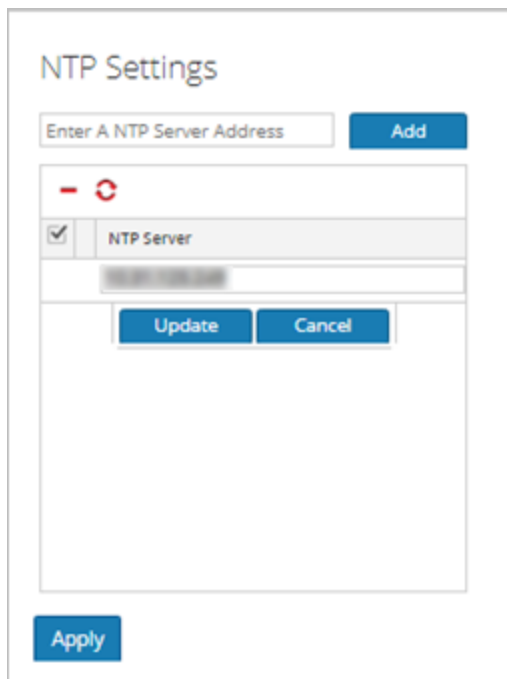 NTP Settings
Enter A NTP Server Address
Add
NTP Server
Update
Cancel
Apply